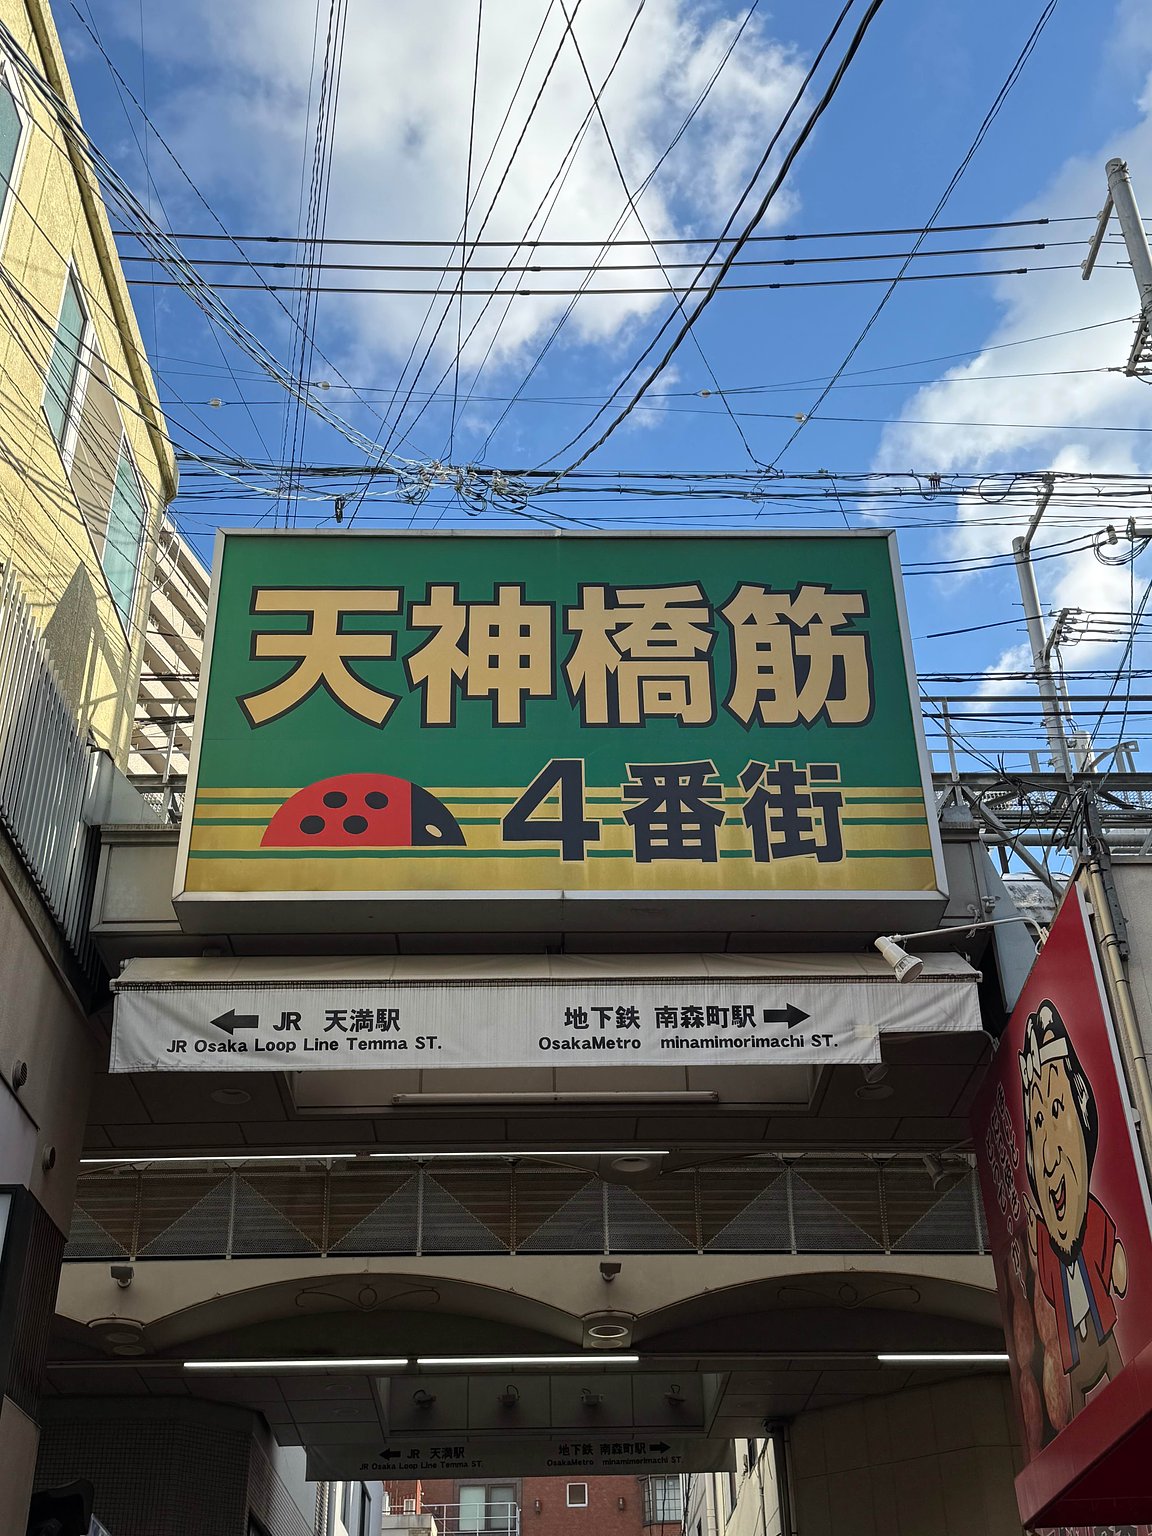 天神橋筋
4番街
← JR 天満駅
JR Osaka Loop Line Temma ST.
地下鉄 南森町駅 →
OsakaMetro minamimorimachi ST.
← JR 天満駅
JR Osaka Loop Line Temma ST.
地下鉄 南森町駅 →
OsakaMetro minamimorimachi ST.